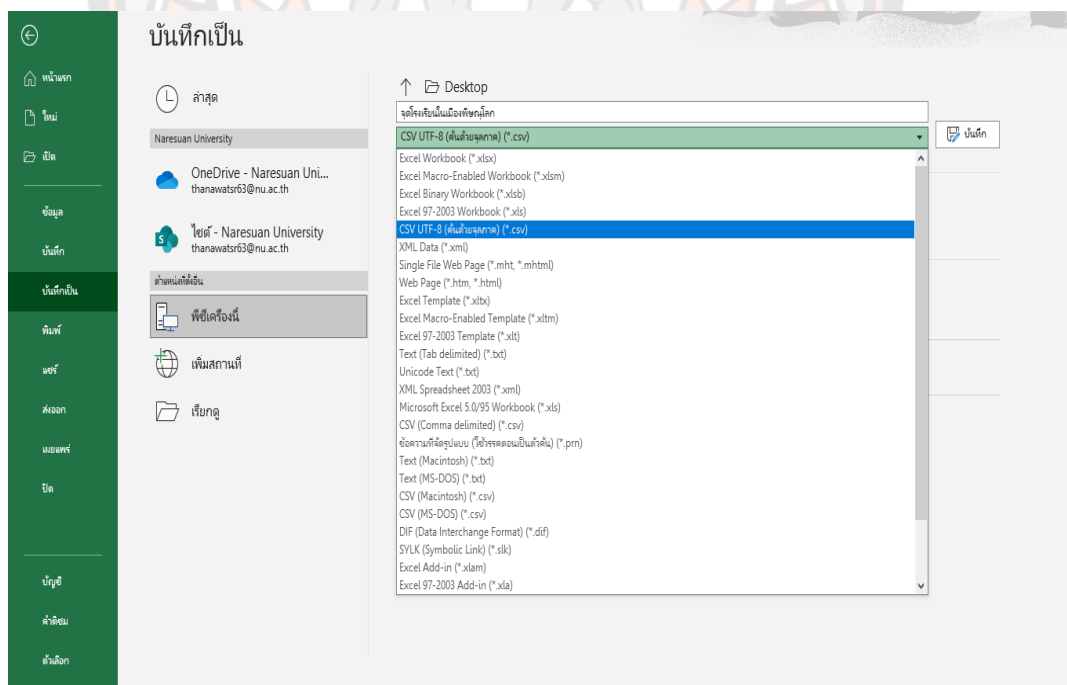 บันทึกเป็น
หน้าแรก
ใหม่
เปิด
ข้อมูล
บันทึก
บันทึกเป็น
พิมพ์
แชร์
ส่งออก
เผยแพร่
ปิด
บัญชี
คำติชม
ตัวเลือก
ล่าสุด
Naresuan University
OneDrive - Naresuan Uni...
thanawatsr63@nu.ac.th
ไซต์ - Naresuan University
thanawatsr63@nu.ac.th
ตำแหน่งที่ตั้งอื่น
พีซีเครื่องนี้
เพิ่มสถานที่
เรียกดู
Desktop
จุดโรงเรียนในเมืองพิษณุโลก
CSV UTF-8 (คั่นด้วยจุลภาค) (*.csv)
บันทึก
Excel Workbook (*.xlsx)
Excel Macro-Enabled Workbook (*.xlsm)
Excel Binary Workbook (*.xlsb)
Excel 97-2003 Workbook (*.xls)
CSV UTF-8 (คั่นด้วยจุลภาค) (*.csv)
XML Data (*.xml)
Single File Web Page (*.mht, *.mhtml)
Web Page (*.htm, *.html)
Excel Template (*.xltx)
Excel Macro-Enabled Template (*.xltm)
Excel 97-2003 Template (*.xlt)
Text (Tab delimited) (*.txt)
Unicode Text (*.txt)
XML Spreadsheet 2003 (*.xml)
Microsoft Excel 5.0/95 Workbook (*.xls)
CSV (Comma delimited) (*.csv)
ข้อความที่จัดรูปแบบ (ใช้วรรคตอนเป็นตัวคั่น) (*.prn)
Text (Macintosh) (*.txt)
Text (MS-DOS) (*.txt)
CSV (Macintosh) (*.csv)
CSV (MS-DOS) (*.csv)
DIF (Data Interchange Format) (*.dif)
SYLK (Symbolic Link) (*.slk)
Excel Add-in (*.xlam)
Excel 97-2003 Add-in (*.xla)